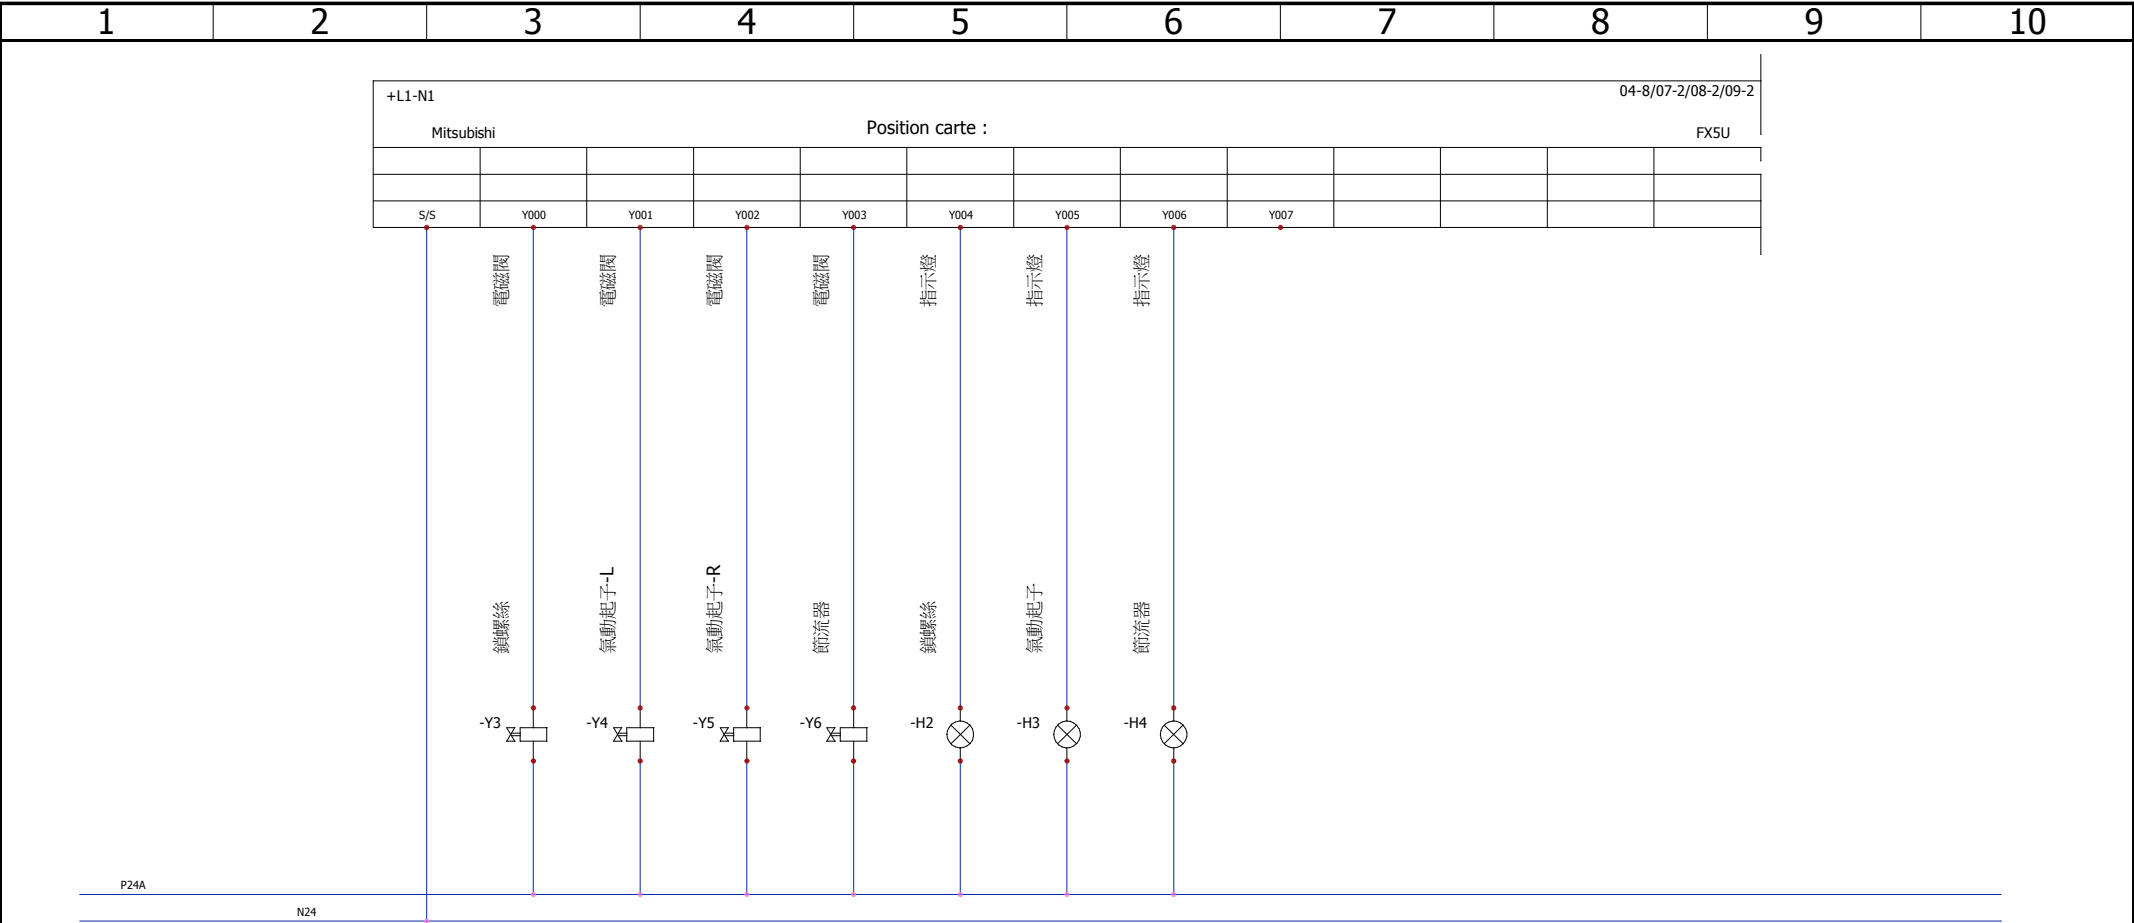 1 2 3 4 5 6 7 8 9 10
+L1-N1 04-8/07-2/08-2/09-2
Mitsubishi Position carte : FX5U
S/S Y000 Y001 Y002 Y003 Y004 Y005 Y006 Y007
電磁閥 電磁閥 電磁閥 電磁閥 指示燈 指示燈 指示燈
鎖螺絲 氣動起子-L 氣動起子-R 節流器 鎖螺絲 氣動起子 節流器
-Y3 -Y4 -Y5 -Y6 -H2 -H3 -H4
P24A
N24